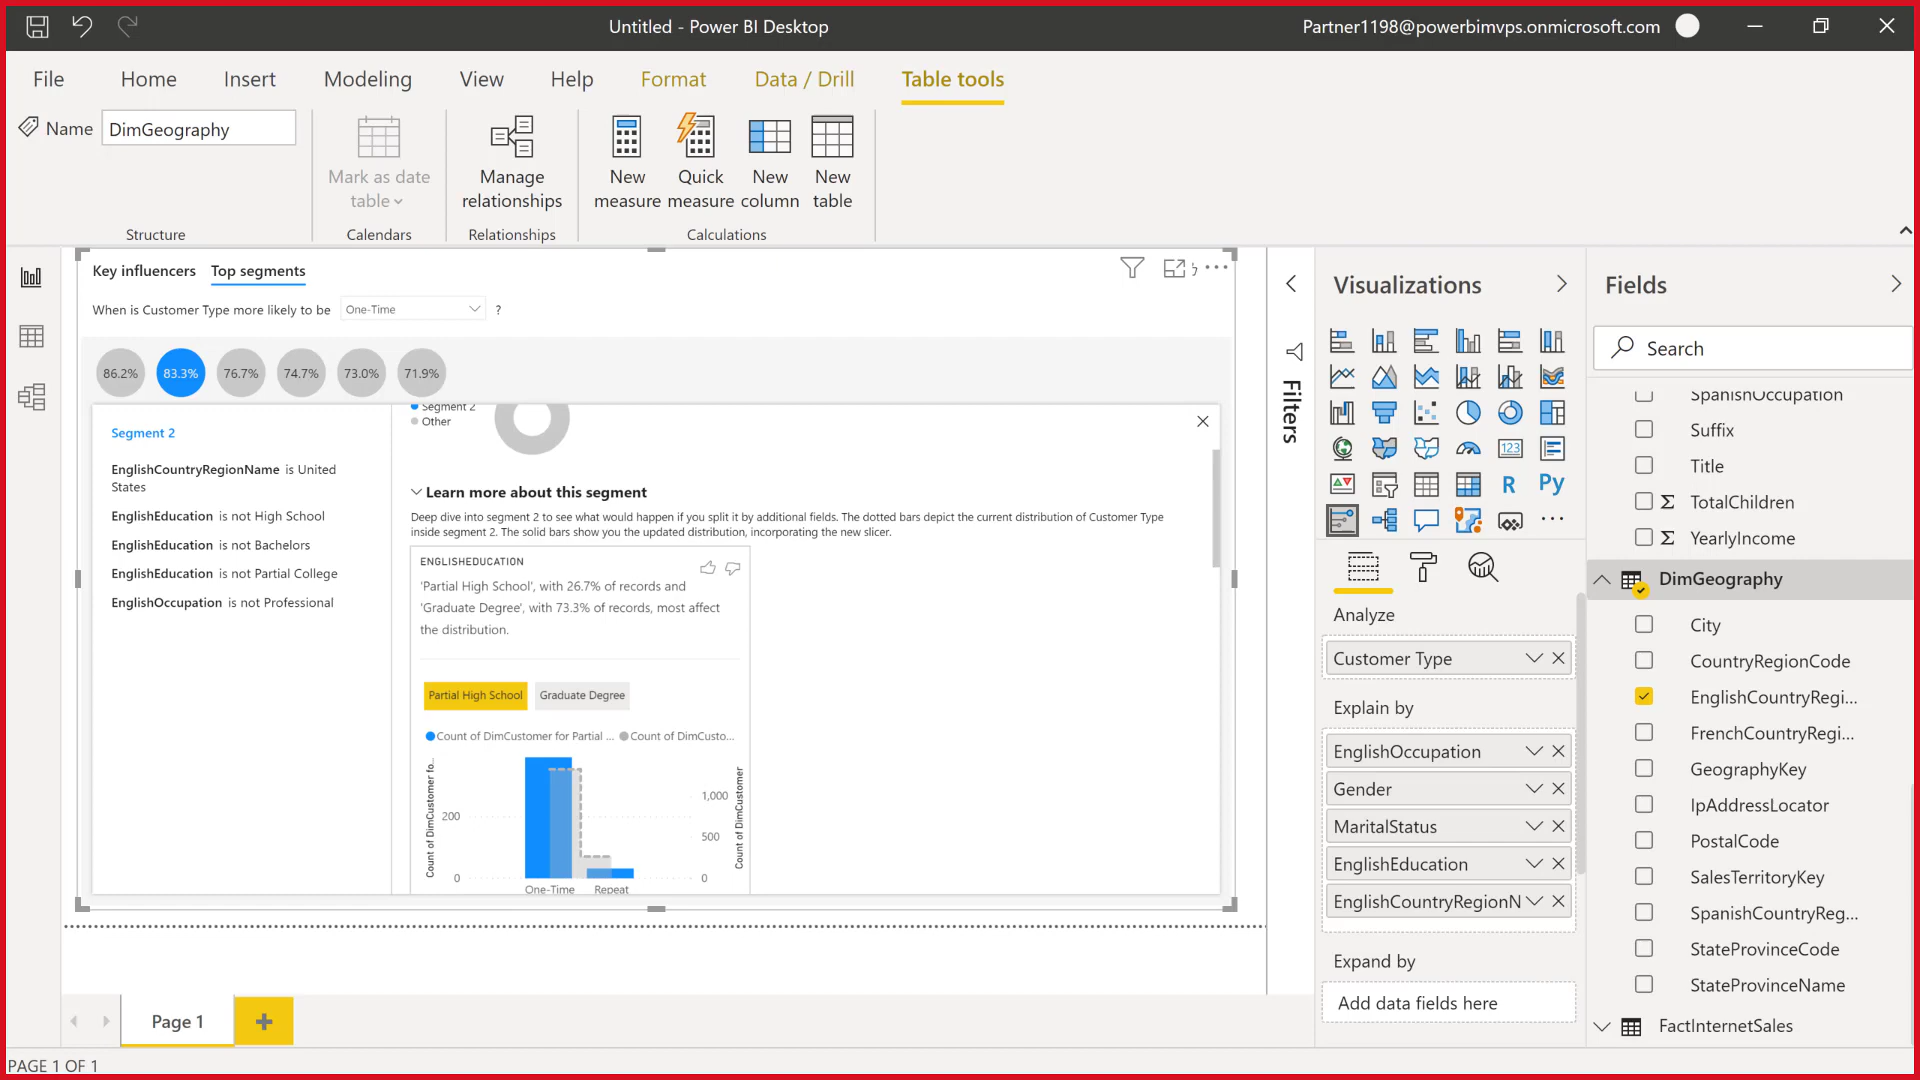 Untitled - Power BI Desktop
Partner1198@powerbimvps.onmicrosoft.com
File Home Insert Modeling View Help Format Data / Drill Table tools
Name DimGeography
Mark as date table
Manage relationships
New measure
Quick measure
New column
New table
Structure
Calendars
Relationships
Calculations
Key influencers Top segments
When is Customer Type more likely to be One-Time ?
86.2% 83.3% 76.7% 74.7% 73.0% 71.9%
Segment 2
EnglishCountryRegionName is United
States
EnglishEducation is not High School
EnglishEducation is not Bachelors
EnglishEducation is not Partial College
EnglishOccupation is not Professional
Segment 2
Other
Learn more about this segment
Deep dive into segment 2 to see what would happen if you split it by additional fields. The dotted bars depict the current distribution of Customer Type
inside segment 2. The solid bars show you the updated distribution, incorporating the new slicer.
ENGLISHEDUCATION
'Partial High School', with 26.7% of records and
'Graduate Degree', with 73.3% of records, most affect
the distribution.
Partial High School Graduate Degree
Count of DimCustomer for Partial ... Count of DimCusto...
Count of DimCustomer fo...
200
0
One-Time Repeat
1,000
500
0
Count of DimCustomer
Filters
Visualizations
123
R Py
Analyze
Customer Type
Explain by
EnglishOccupation
Gender
MaritalStatus
EnglishEducation
EnglishCountryRegionN
Expand by
Add data fields here
Fields
Search
SpanishOccupation
Suffix
Title
TotalChildren
YearlyIncome
DimGeography
City
CountryRegionCode
EnglishCountryRegi...
FrenchCountryRegi...
GeographyKey
IpAddressLocator
PostalCode
SalesTerritoryKey
SpanishCountryReg...
StateProvinceCode
StateProvinceName
FactInternetSales
Page 1
PAGE 1 OF 1